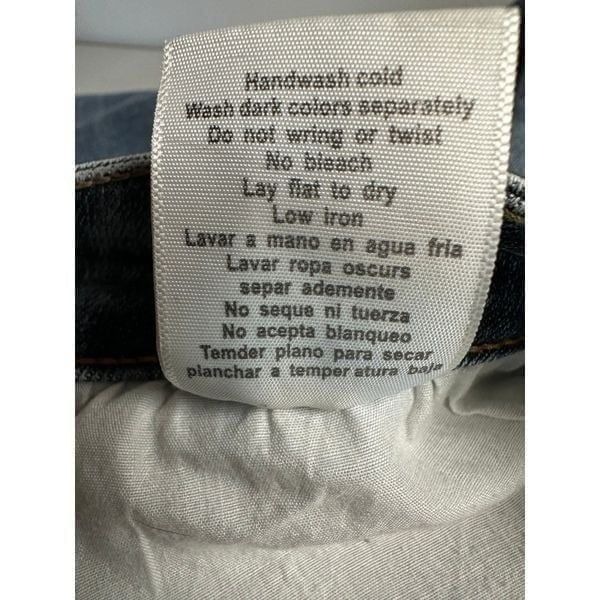 Handwash cold
Wash dark colors separately
Do not wring or twist
No bleach
Lay flat to dry
Low iron
Lavar a mano en agua fria
Lavar ropa oscurs
separ ademente
No seque ni tuerza
No acepta blanqueo
Temder plano para secar
planchar a temper atura baja